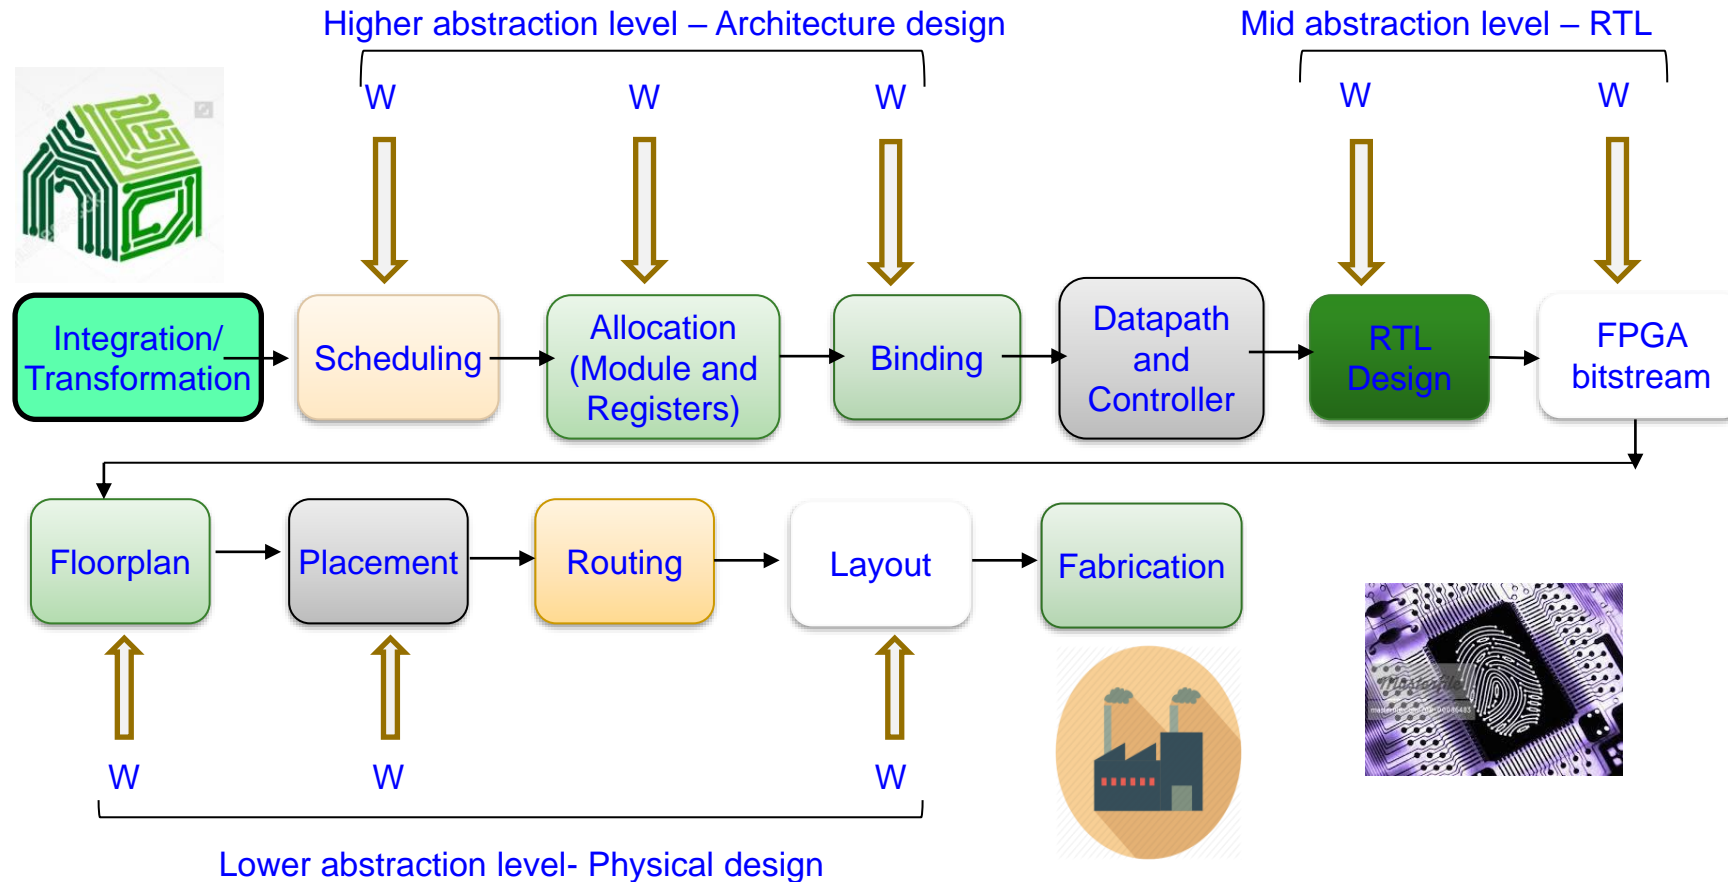 Higher abstraction level – Architecture design
Mid abstraction level – RTL
W
W
W
W
W
Integration/
Transformation
Scheduling
Allocation
(Module and
Registers)
Binding
Datapath
and
Controller
RTL
Design
FPGA
bitstream
Floorplan
Placement
Routing
Layout
Fabrication
Masterfile
W
W
W
Lower abstraction level- Physical design